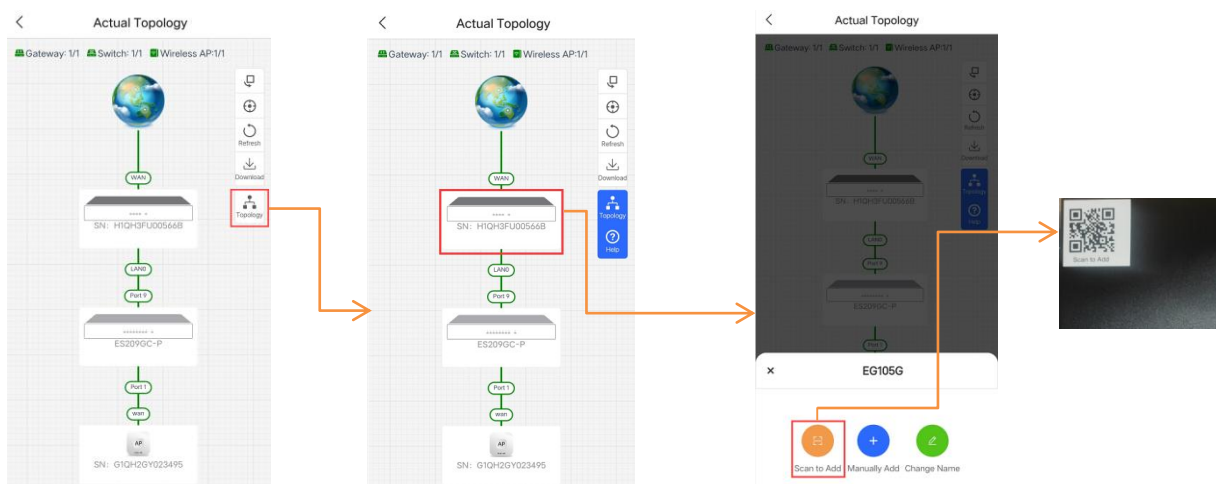 Actual Topology
Gateway: 1/1 Switch: 1/1 Wireless AP:1/1
Refresh
Download
Topology
WAN
SN: H1QH3FU00566B
LAN0
Port 9
ES209GC-P
Port 1
wan
AP
SN: G1QH2GY023495
Actual Topology
Gateway: 1/1 Switch: 1/1 Wireless AP:1/1
Refresh
Download
Topology
Help
WAN
SN: H1QH3FU00566B
LAN0
Port 9
ES209GC-P
Port 1
wan
AP
SN: G1QH2GY023495
Actual Topology
Gateway: 1/1 Switch: 1/1 Wireless AP:1/1
Refresh
Download
Topology
Help
WAN
SN: H1QH3FU00566B
LAN0
Port 9
ES209GC-P
Port 1
EG105G
Scan to Add Manually Add Change Name
Scan to Add